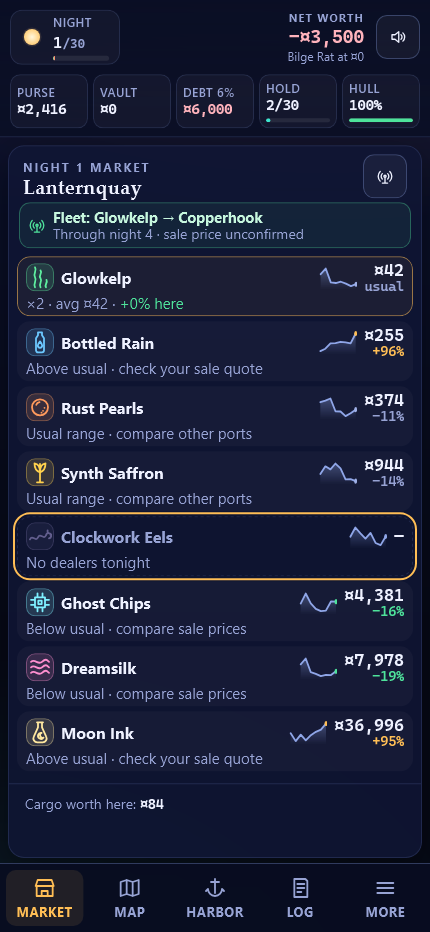 NIGHT
1/30
NET WORTH
−¤3,500
Bilge Rat at ¤0
PURSE
¤2,416
VAULT
¤0
DEBT 6%
¤6,000
HOLD
2/30
HULL
100%
NIGHT 1 MARKET
Lanternquay
Fleet: Glowkelp → Copperhook
Through night 4 · sale price unconfirmed
Glowkelp
¤42
usual
×2 · avg ¤42 · +0% here
Bottled Rain
¤255
+96%
Above usual · check your sale quote
Rust Pearls
¤374
−11%
Usual range · compare other ports
Synth Saffron
¤944
−14%
Usual range · compare other ports
Clockwork Eels
–
No dealers tonight
Ghost Chips
¤4,381
−16%
Below usual · compare sale prices
Dreamsilk
¤7,978
−19%
Below usual · compare sale prices
Moon Ink
¤36,996
+95%
Above usual · check your sale quote
Cargo worth here: ¤84
MARKET
MAP
HARBOR
LOG
MORE